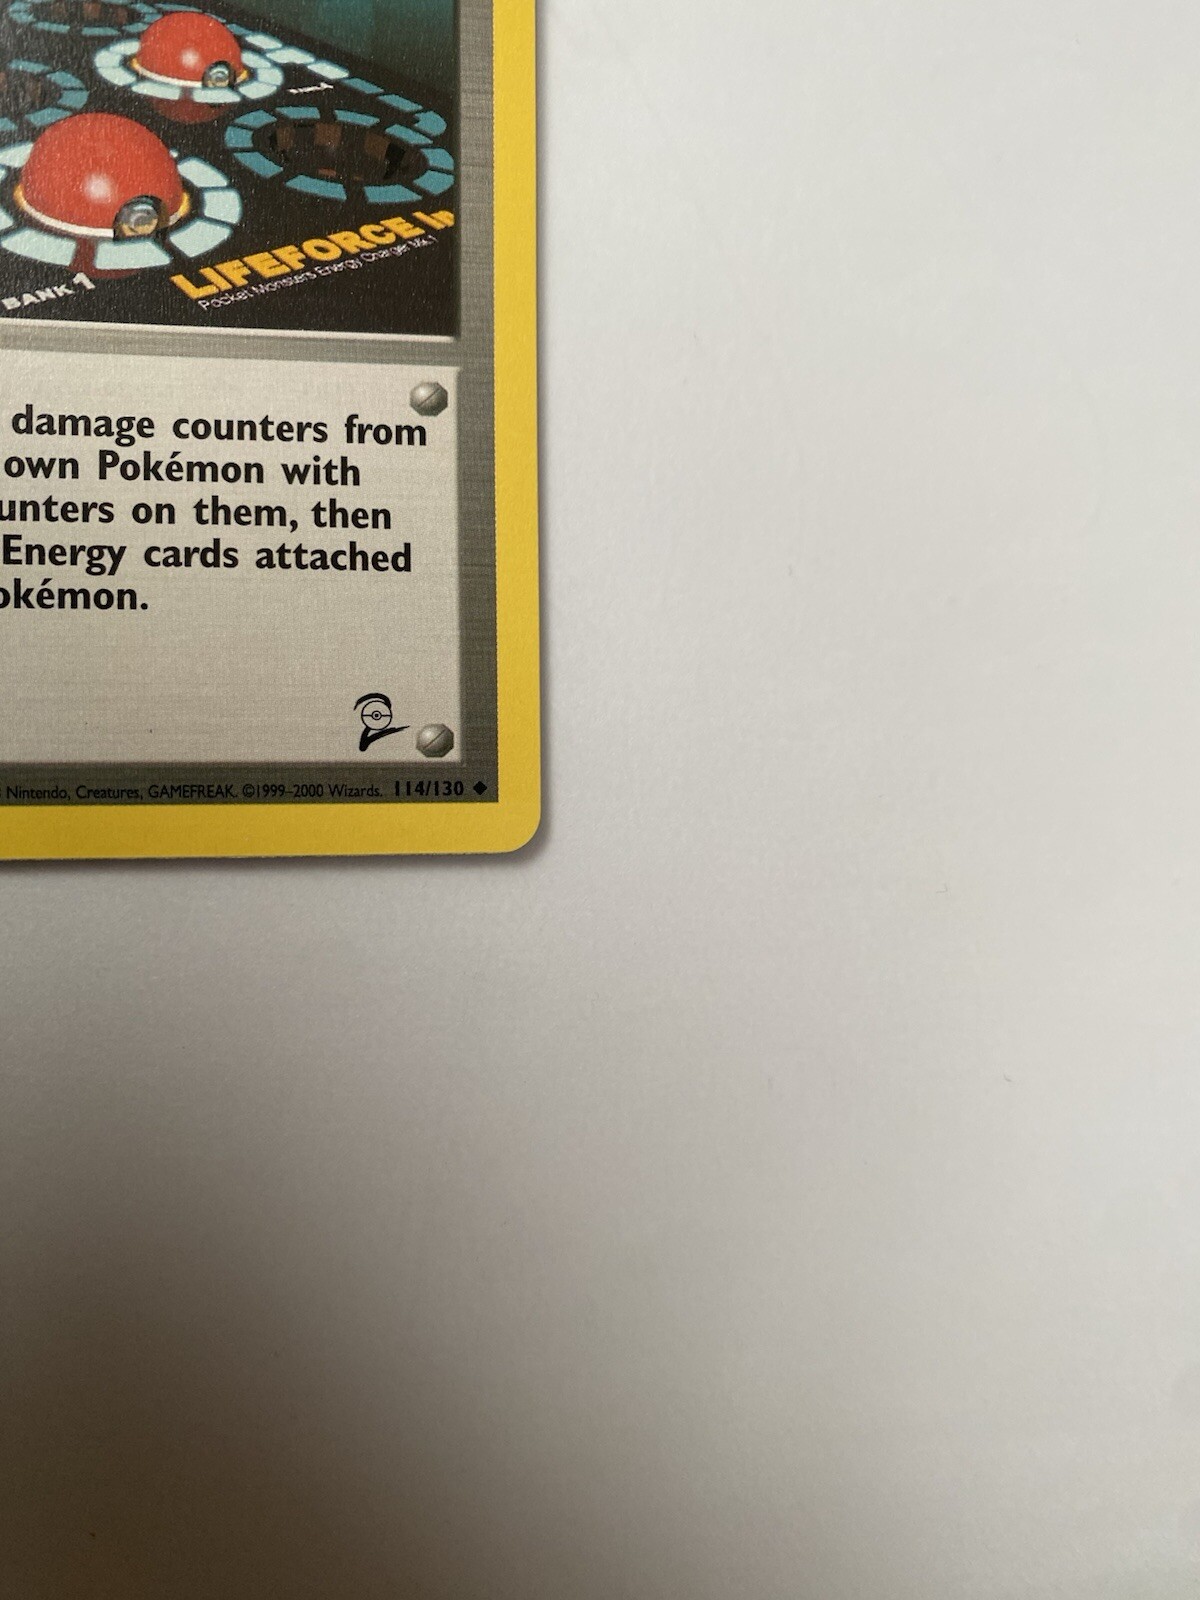 BANK 1
LIFEFORCE
Pocket Monsters Energy Charger Mk.1
damage counters from
own Pokémon with
unters on them, then
Energy cards attached
okémon.
Nintendo, Creatures, GAMEFREAK. ©1999–2000 Wizards. 114/130 ◆